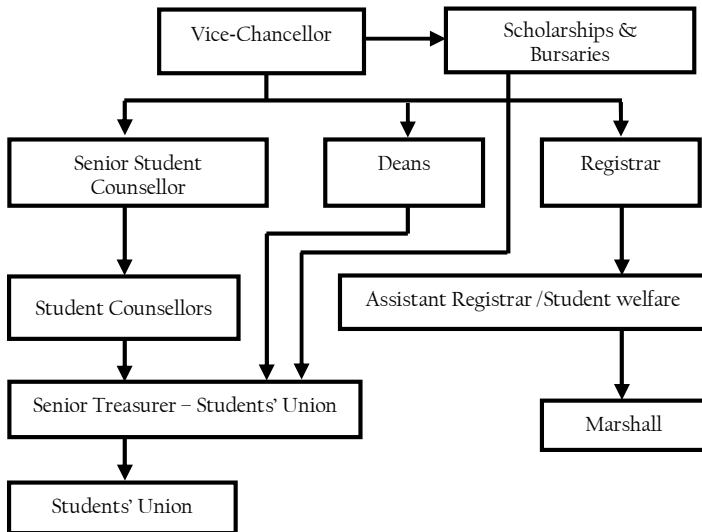 Vice-Chancellor
Scholarships &
Bursaries
Senior Student
Counsellor
Deans
Registrar
Student Counsellors
Assistant Registrar /Student welfare
Senior Treasurer – Students’ Union
Marshall
Students’ Union